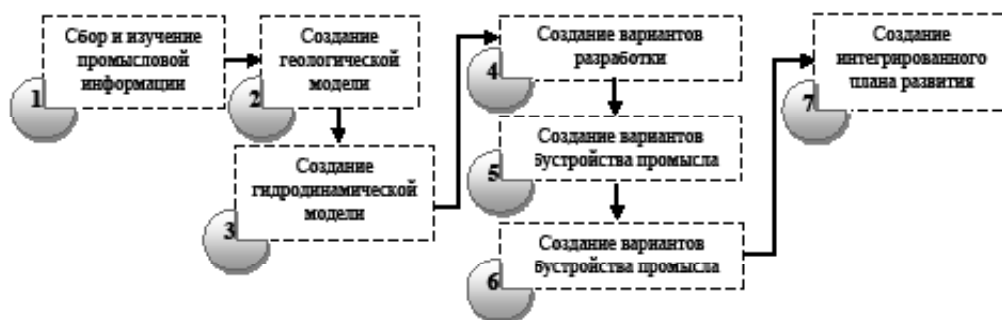 Сбор и изучение
промысловой
информации
1
Создание
геологической
модели
2
Создание
гидродинамической
модели
3
Создание вариантов
разработки
4
Создание вариантов
бустройства промысла
5
Создание вариантов
бустройства промысла
6
Создание
интегрированного
плана развития
7